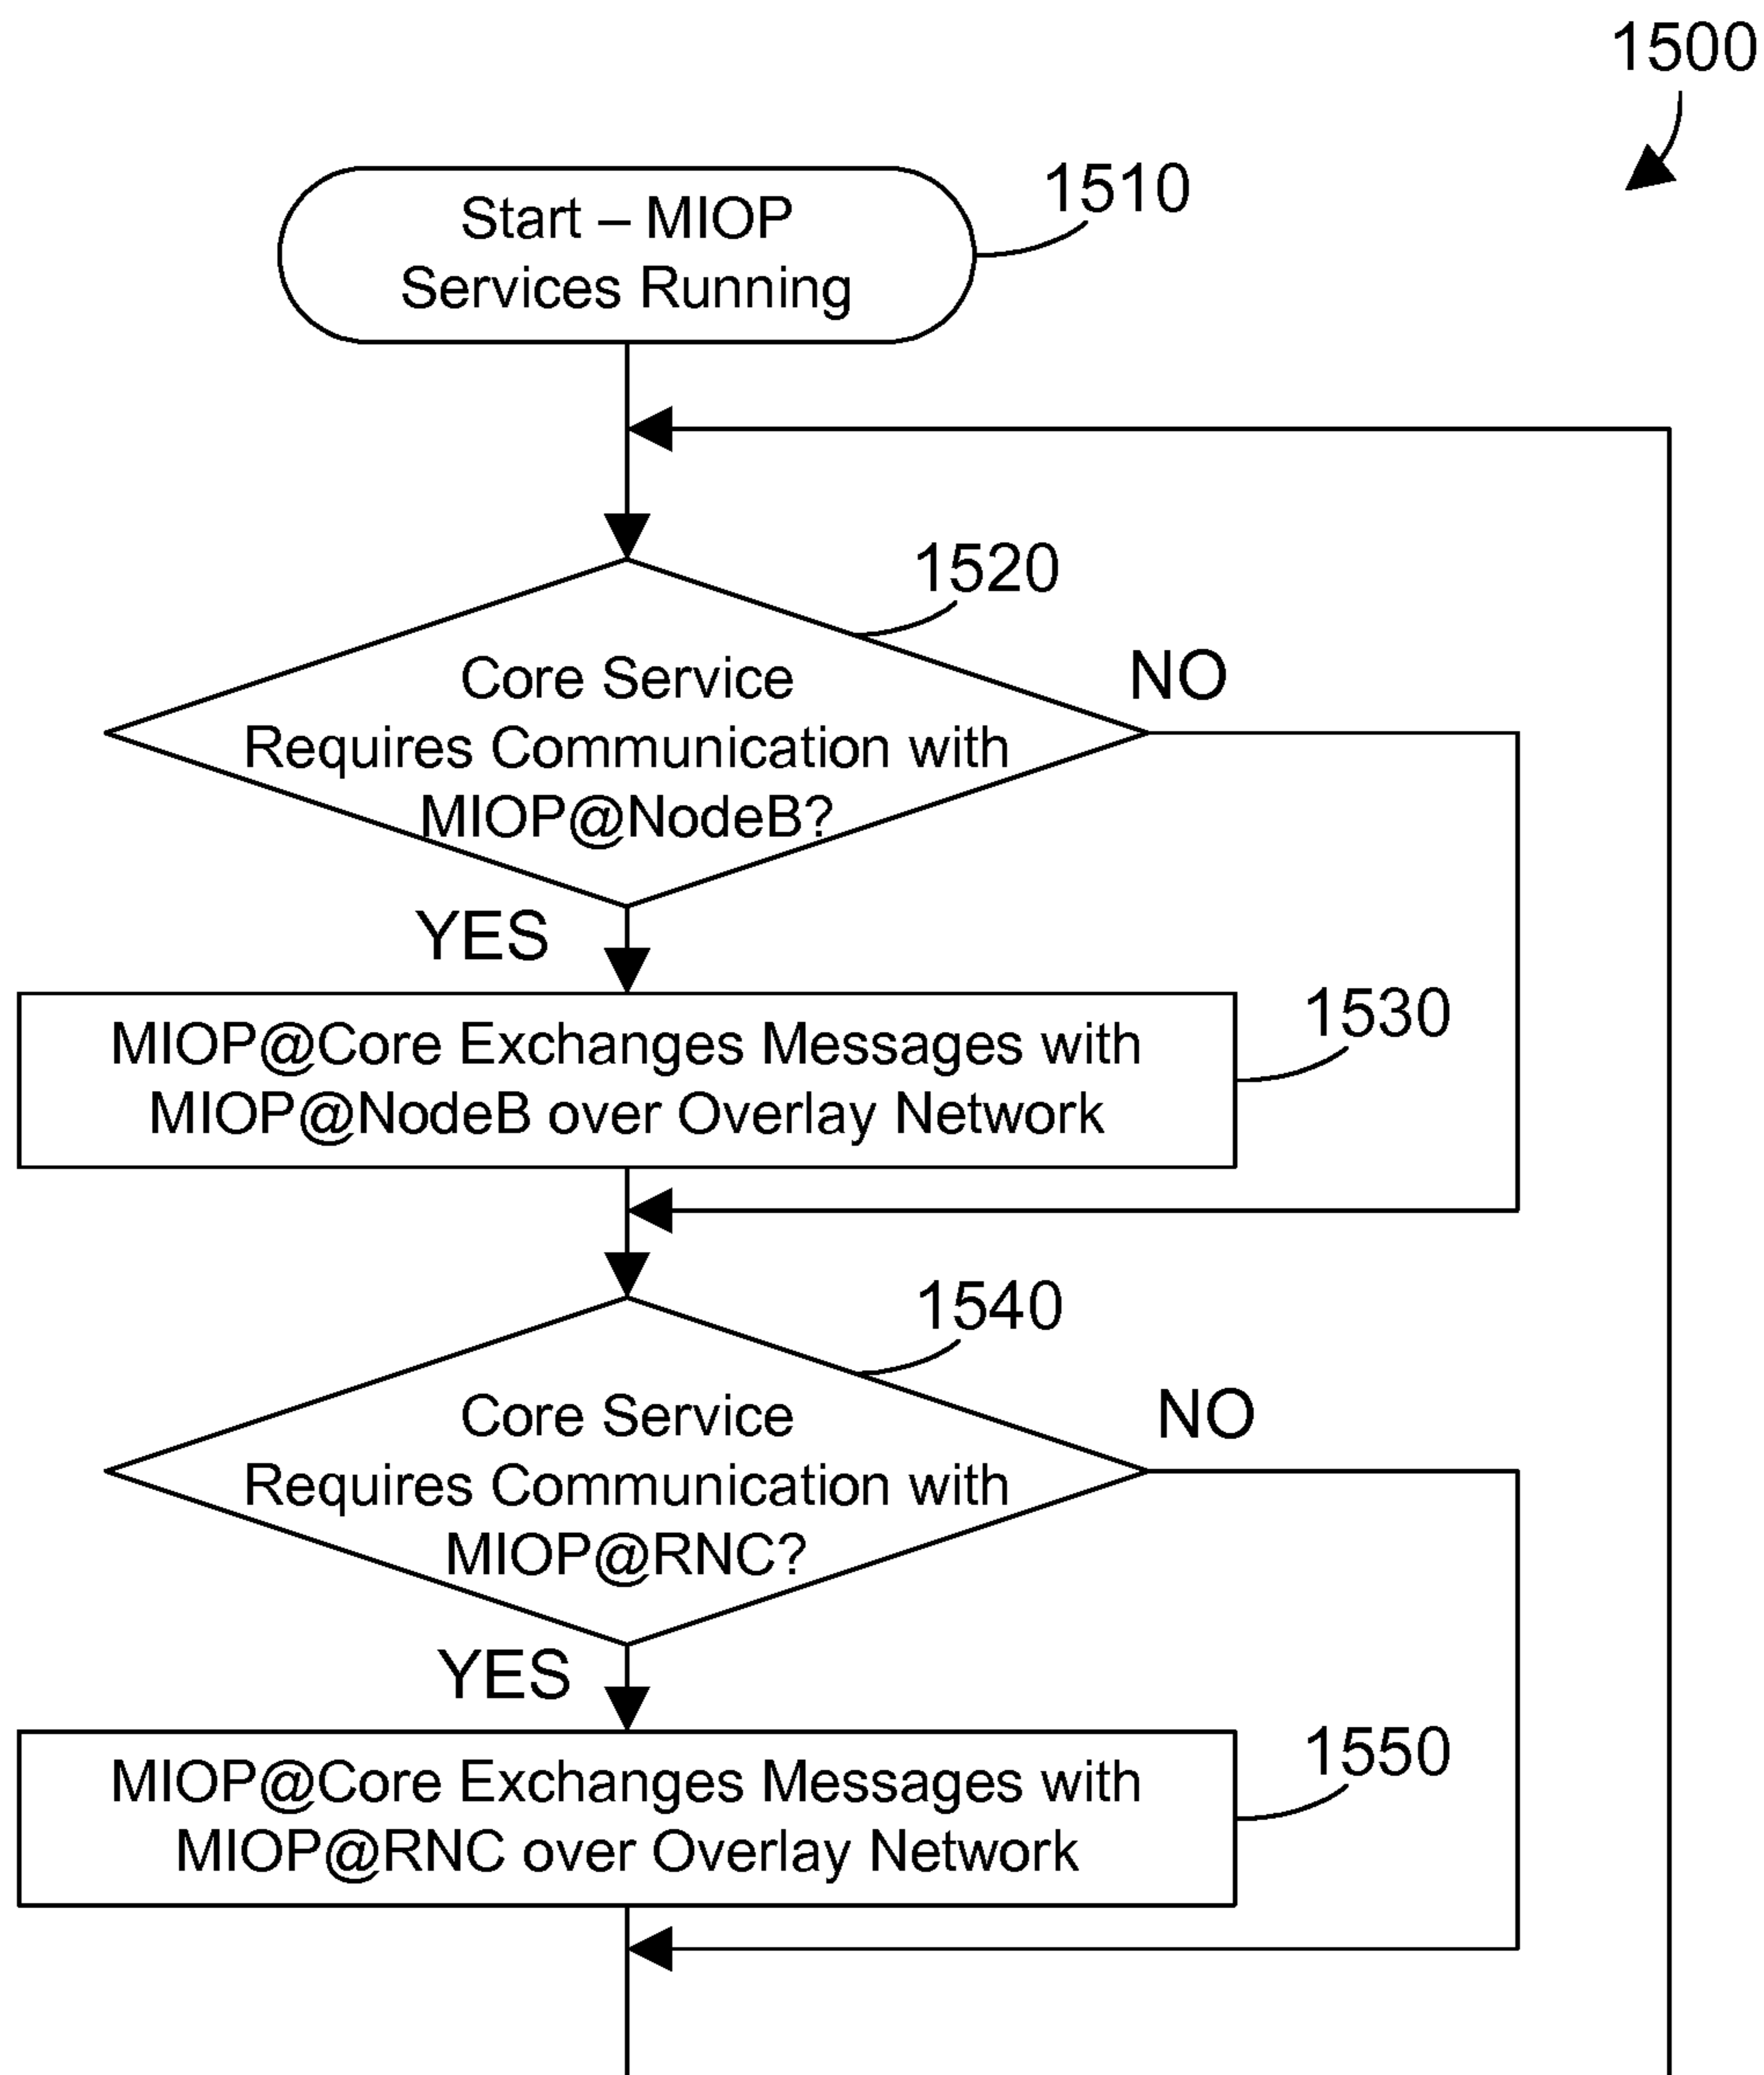 1500
Start – MIOP
Services Running
1510
1520
Core Service
Requires Communication with
MIOP@NodeB?
NO
YES
MIOP@Core Exchanges Messages with
MIOP@NodeB over Overlay Network
1530
1540
Core Service
Requires Communication with
MIOP@RNC?
NO
YES
MIOP@Core Exchanges Messages with
MIOP@RNC over Overlay Network
1550